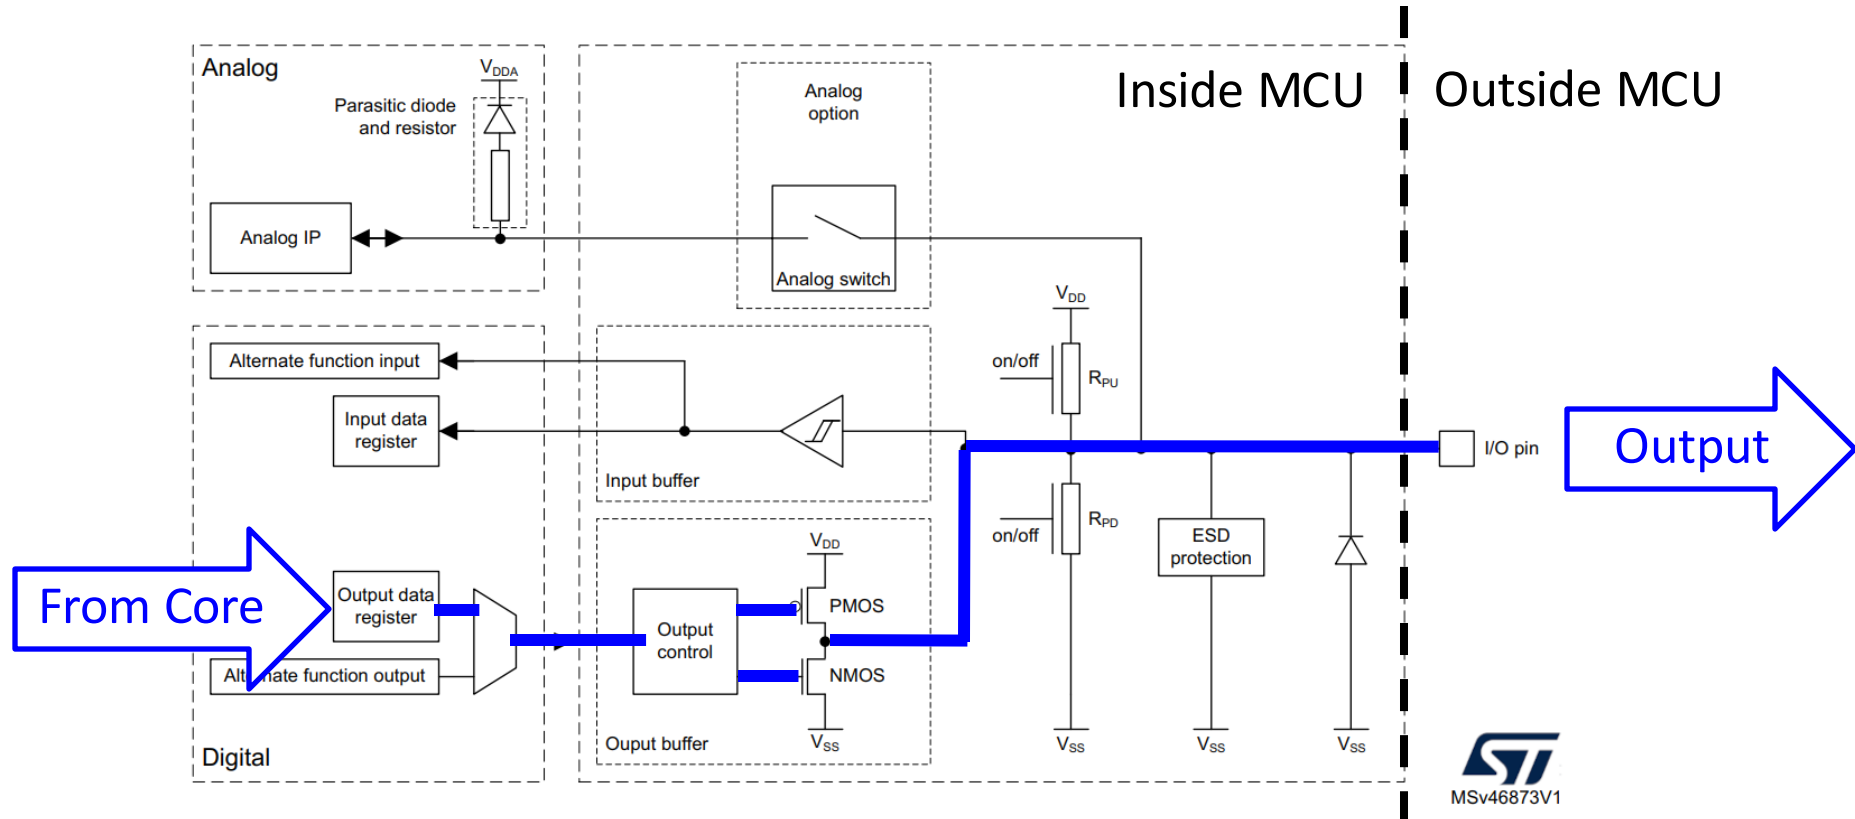 Analog
VDDA
Parasitic diode
and resistor
Analog
option
Inside MCU
Outside MCU
Analog IP
Analog switch
VDD
Alternate function input
on/off
RPU
Input data
register
Input buffer
I/O pin
Output
RPD
on/off
ESD
protection
VDD
From Core
Output data
register
PMOS
Output
control
Alternate function output
NMOS
VSS
Ouput buffer
Digital
VSS
VSS
VSS
ST
MSv46873V1